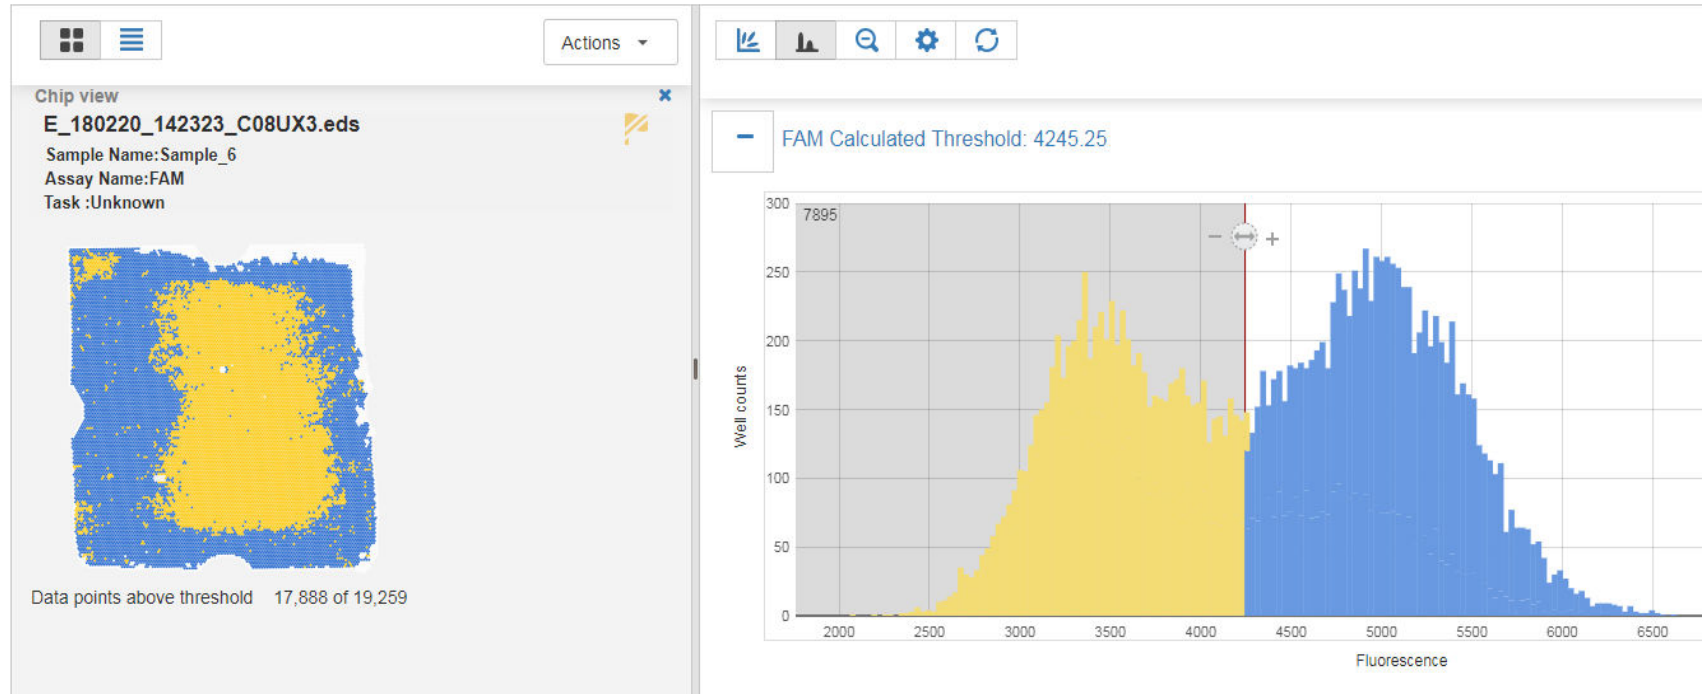 Actions
Chip view
E_180220_142323_C08UX3.eds
Sample Name:Sample_6
Assay Name:FAM
Task :Unknown
Data points above threshold 17,888 of 19,259
FAM Calculated Threshold: 4245.25
7895
300
250
200
150
100
50
0
Well counts
2000 2500 3000 3500 4000 4500 5000 5500 6000 6500
Fluorescence